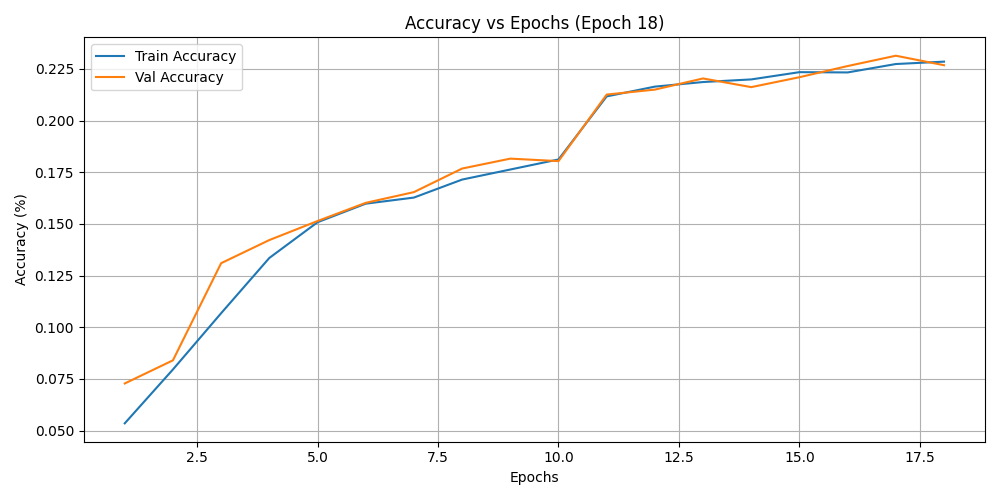 Accuracy vs Epochs (Epoch 18)
Train Accuracy
Val Accuracy
Accuracy (%)
0.225
0.200
0.175
0.150
0.125
0.100
0.075
0.050
2.5 5.0 7.5 10.0 12.5 15.0 17.5
Epochs